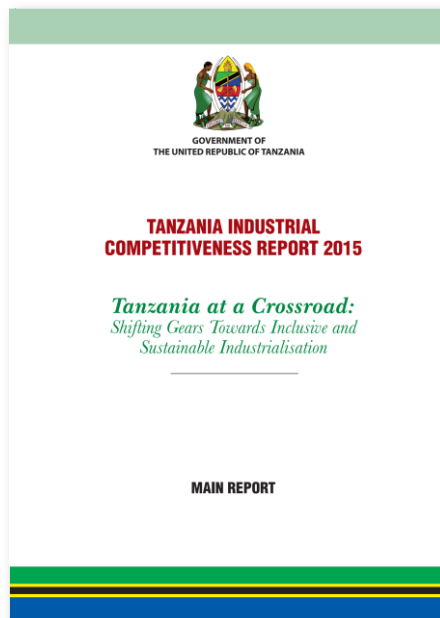 GOVERNMENT OF
THE UNITED REPUBLIC OF TANZANIA
TANZANIA INDUSTRIAL
COMPETITIVENESS REPORT 2015
Tanzania at a Crossroad:
Shifting Gears Towards Inclusive and
Sustainable Industrialisation
MAIN REPORT